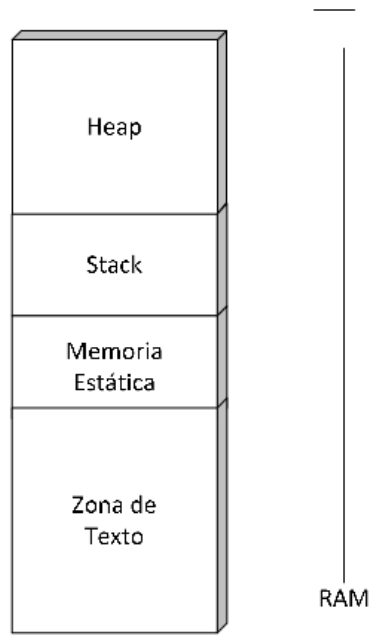 Heap
Stack
Memoria
Estática
Zona de
Texto
RAM